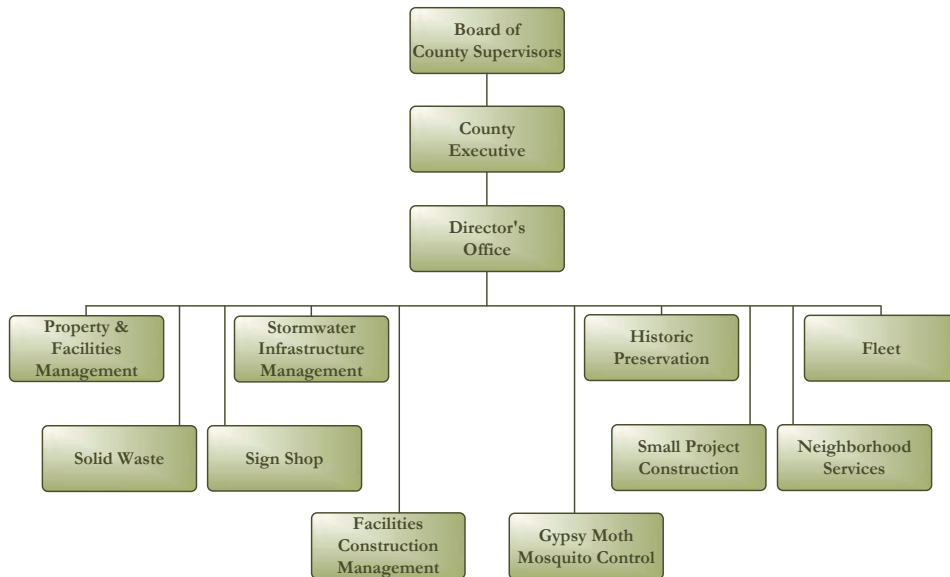 Board of
County Supervisors
County
Executive
Director's
Office
Property &
Facilities
Management
Stormwater
Infrastructure
Management
Historic
Preservation
Fleet
Solid Waste
Sign Shop
Small Project
Construction
Neighborhood
Services
Facilities
Construction
Management
Gypsy Moth
Mosquito Control